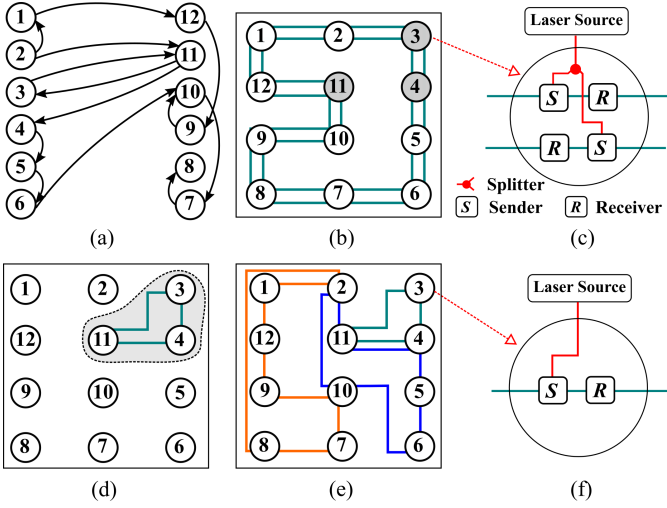 1 12
2 11
3 10
4 9
5 8
6 7
(a)
1 2 3
12 11 4
9 10 5
8 7 6
(b)
Laser Source
S R
R S
Splitter
S Sender R Receiver
(c)
1 2 3
12 11 4
9 10 5
8 7 6
(d)
1 2 3
12 11 4
9 10 5
8 7 6
(e)
Laser Source
S R
(f)